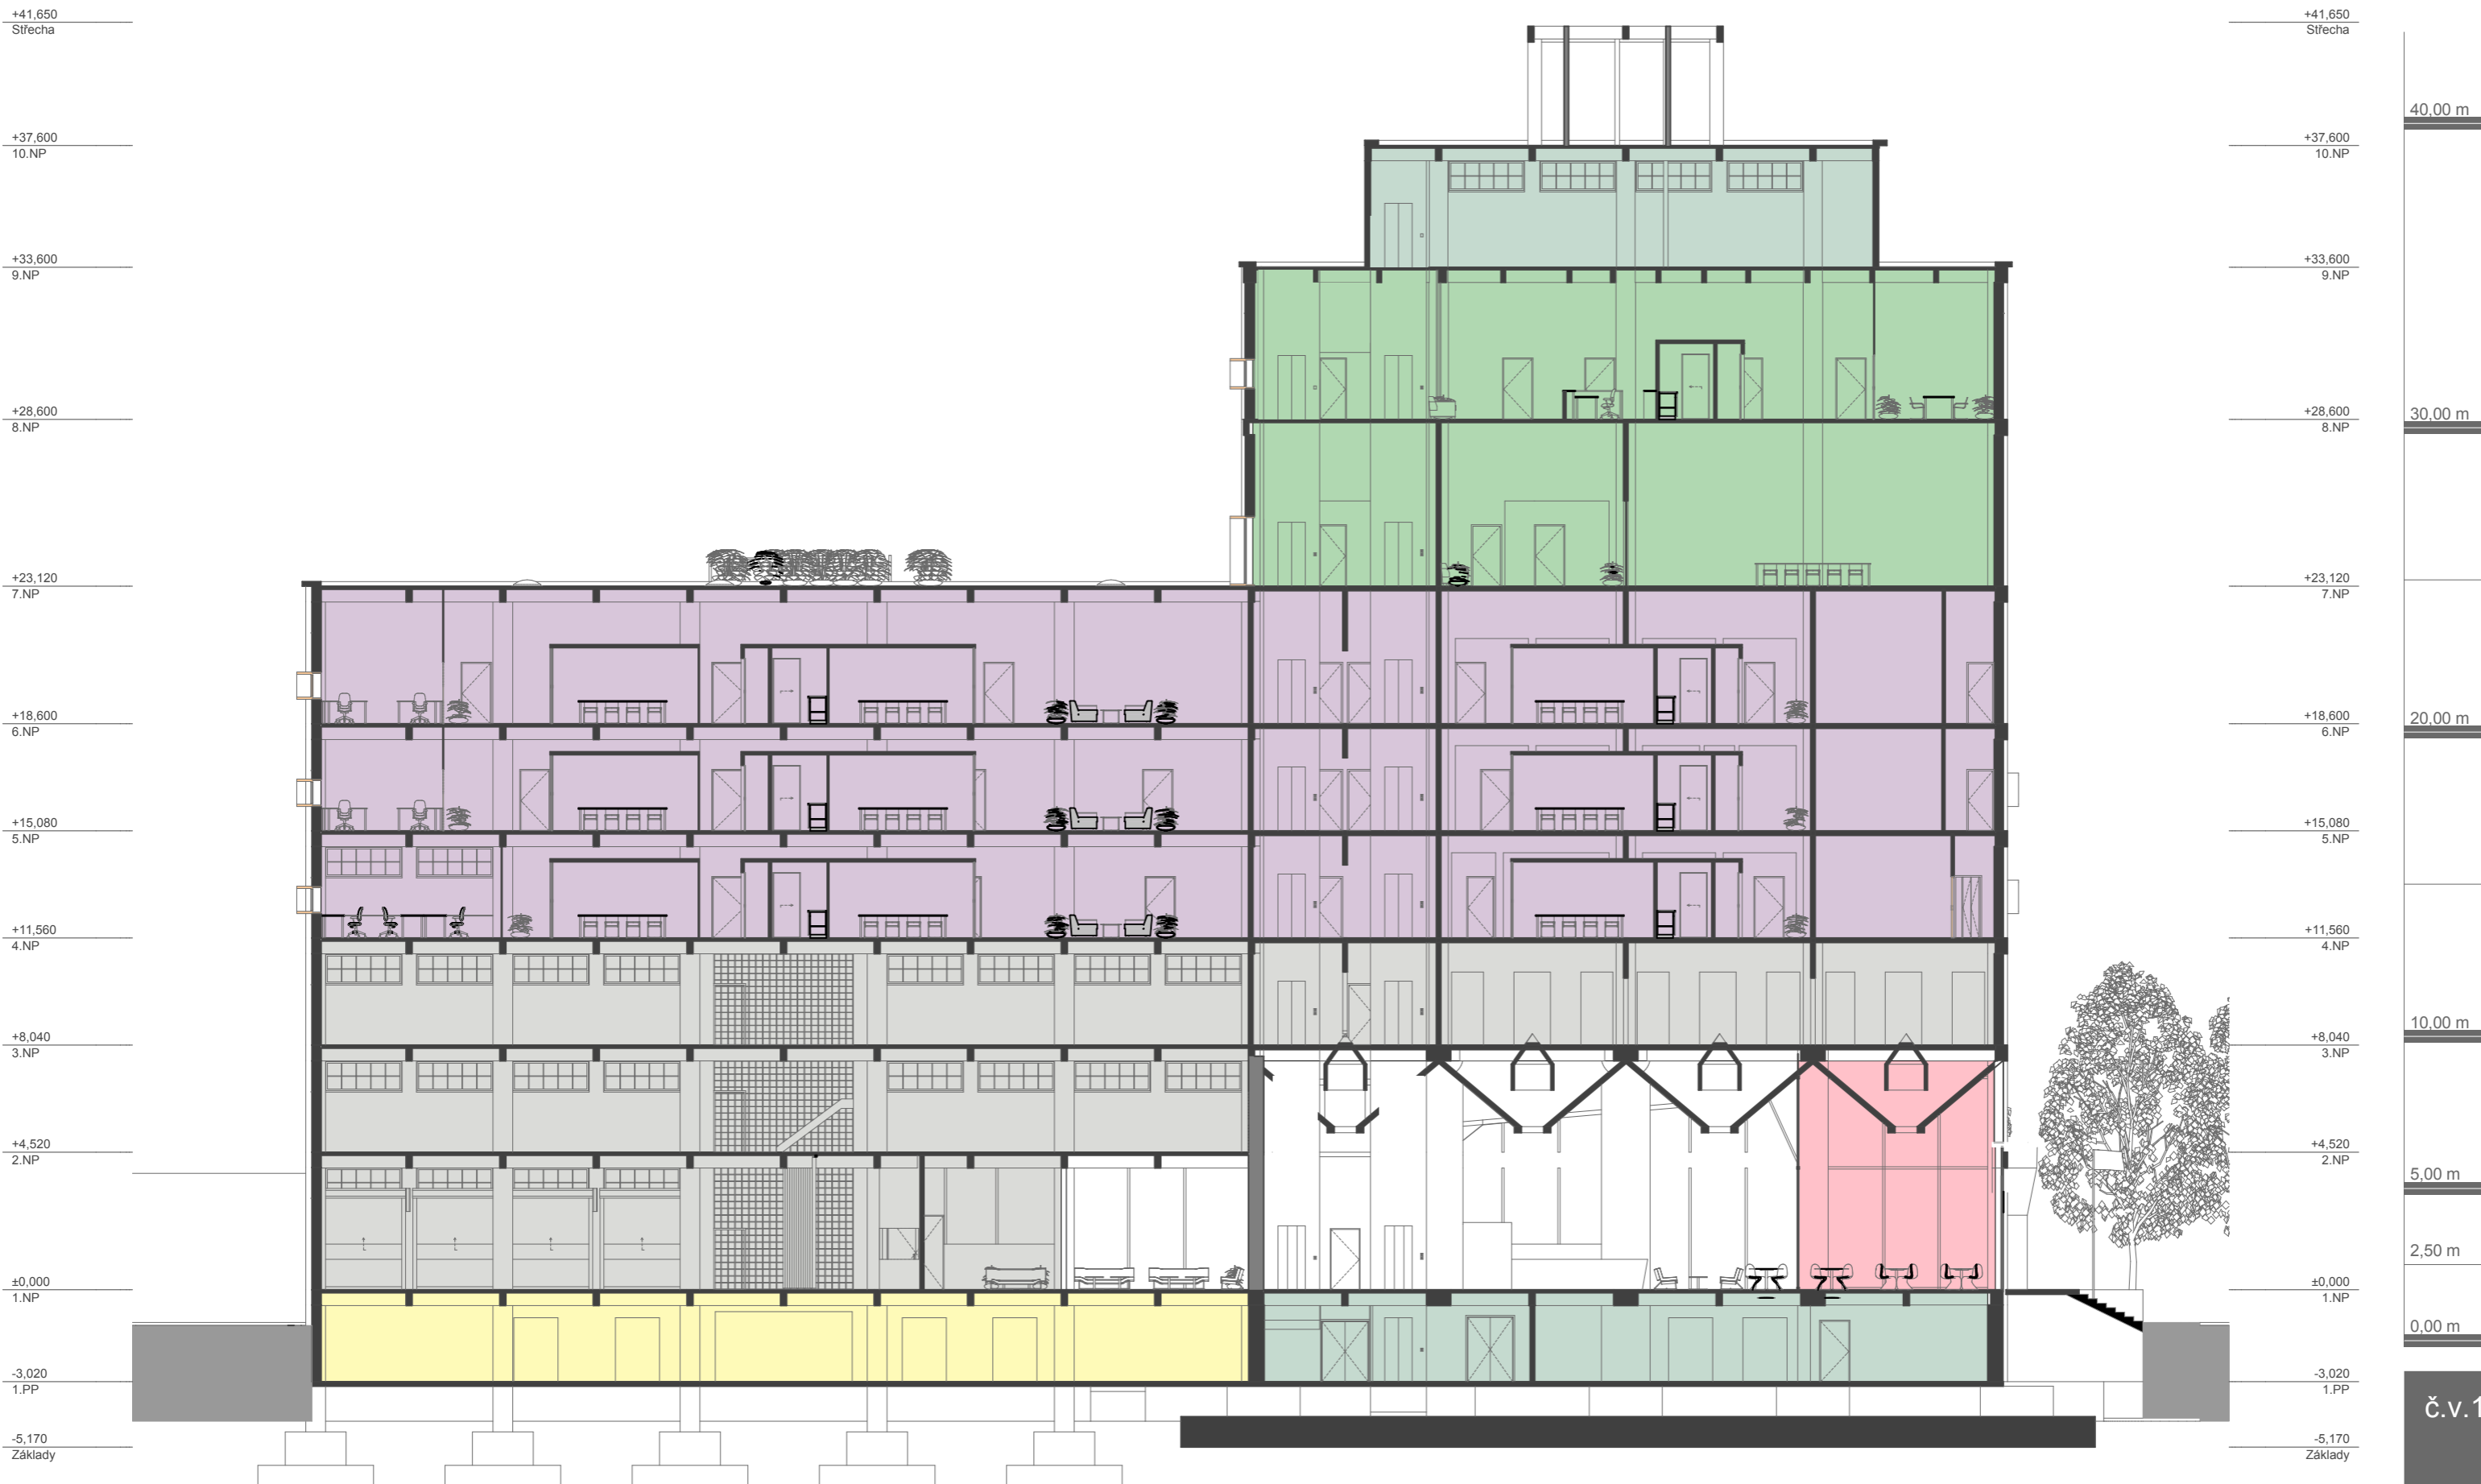 +41,650
Střecha
+37,600
10.NP
+33,600
9.NP
+28,600
8.NP
+23,120
7.NP
+18,600
6.NP
+15,080
5.NP
+11,560
4.NP
+8,040
3.NP
+4,520
2.NP
±0,000
1.NP
-3,020
1.PP
-5,170
Základy
+41,650
Střecha
+37,600
10.NP
+33,600
9.NP
+28,600
8.NP
+23,120
7.NP
+18,600
6.NP
+15,080
5.NP
+11,560
4.NP
+8,040
3.NP
+4,520
2.NP
±0,000
1.NP
-3,020
1.PP
-5,170
Základy
40,00 m
30,00 m
20,00 m
10,00 m
5,00 m
2,50 m
0,00 m
č.v.1